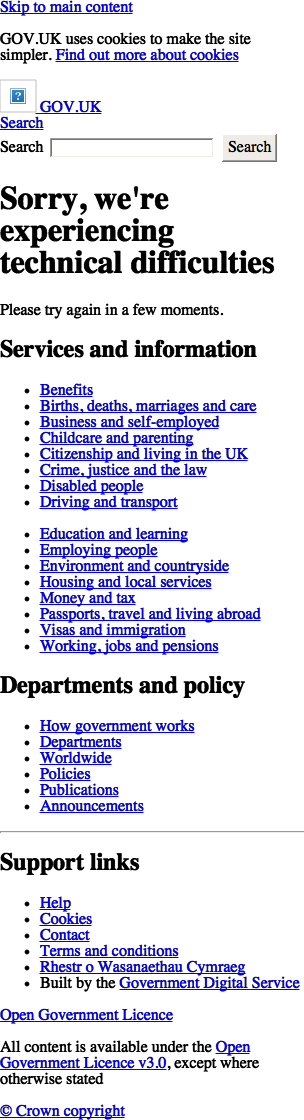 Skip to main content
GOV.UK uses cookies to make the site
simpler. Find out more about cookies
GOV.UK
Search
Search Search
Sorry, we're
experiencing
technical difficulties
Please try again in a few moments.
Services and information
Benefits
Births, deaths, marriages and care
Business and self-employed
Childcare and parenting
Citizenship and living in the UK
Crime, justice and the law
Disabled people
Driving and transport
Education and learning
Employing people
Environment and countryside
Housing and local services
Money and tax
Passports, travel and living abroad
Visas and immigration
Working, jobs and pensions
Departments and policy
How government works
Departments
Worldwide
Policies
Publications
Announcements
Support links
Help
Cookies
Contact
Terms and conditions
Rhestr o Wasanaethau Cymraeg
Built by the Government Digital Service
Open Government Licence
All content is available under the Open
Government Licence v3.0, except where
otherwise stated
© Crown copyright